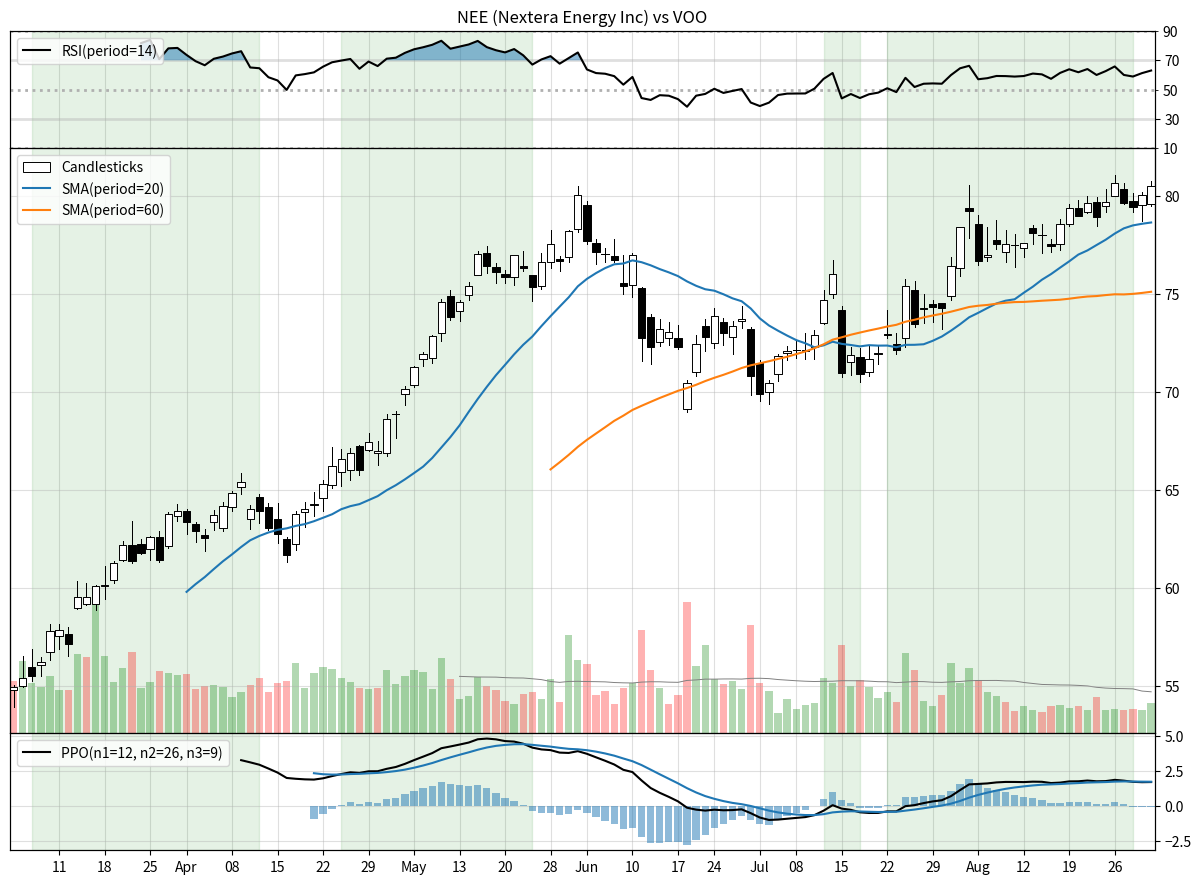 NEE (Nextera Energy Inc) vs VOO
RSI(period=14)
90
70
50
30
10
Candlesticks
SMA(period=20)
SMA(period=60)
80
75
70
65
60
55
PPO(n1=12, n2=26, n3=9)
5.0
2.5
0.0
−2.5
11 18 25 Apr 08 15 22 29 May 13 20 28 Jun 10 17 24 Jul 08 15 22 29 Aug 12 19 26